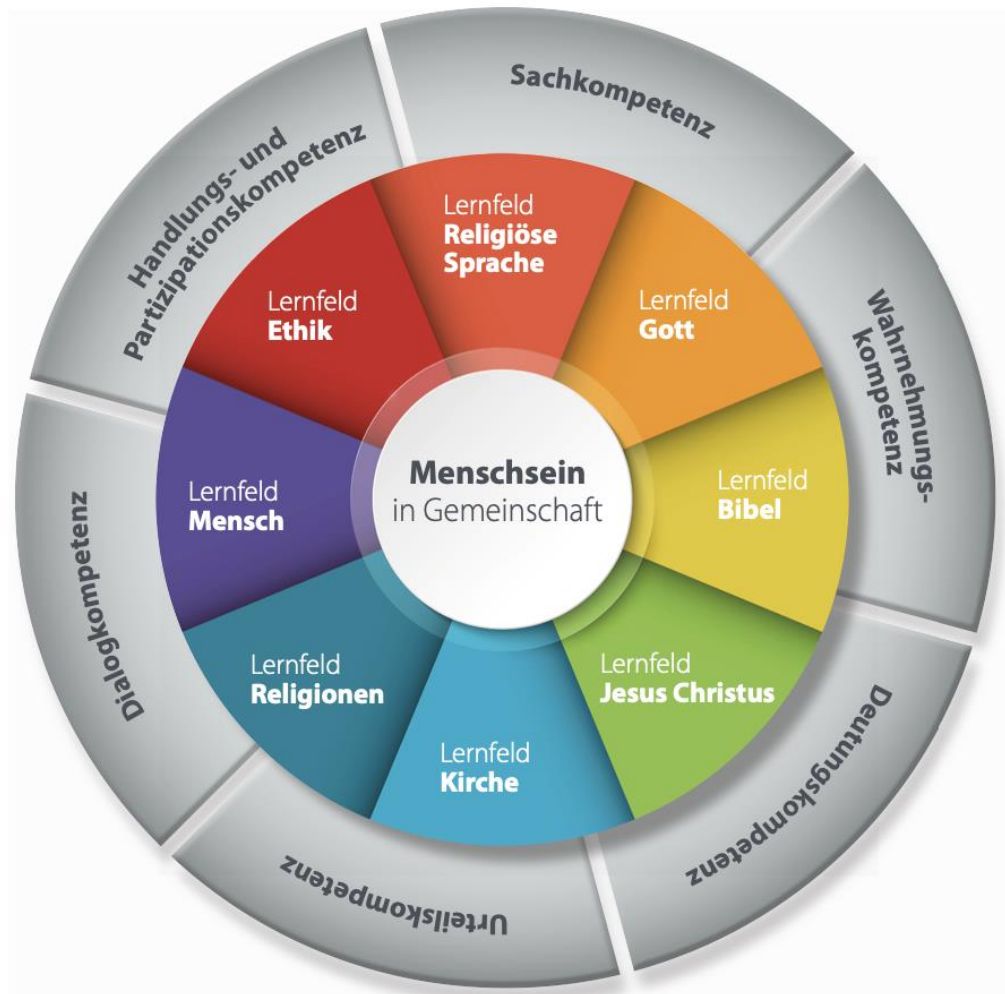 Sachkompetenz
Wahrnehmungs-
kompetenz
Deutungskompetenz
Urteilskompetenz
Dialogkompetenz
Handlungs- und
Partizipationskompetenz
Lernfeld
Religiöse
Sprache
Lernfeld
Gott
Lernfeld
Bibel
Lernfeld
Jesus Christus
Lernfeld
Kirche
Lernfeld
Religionen
Lernfeld
Mensch
Lernfeld
Ethik
Menschsein
in Gemeinschaft